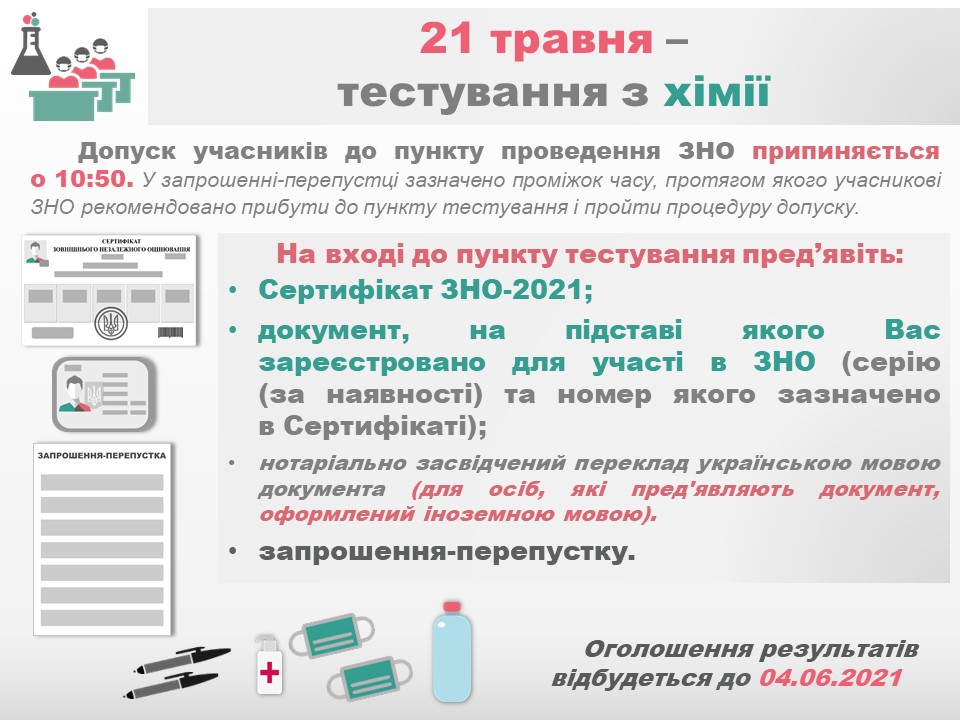 21 травня –
тестування з хімії
Допуск учасників до пункту проведення ЗНО припиняється
о 10:50. У запрошенні-перепустці зазначено проміжок часу, протягом якого учасникові
ЗНО рекомендовано прибути до пункту тестування і пройти процедуру допуску.
СЕРТИФІКАТ
ЗОВНІШНЬОГО НЕЗАЛЕЖНОГО ОЦІНЮВАННЯ
На вході до пункту тестування пред’явіть:
• Сертифікат ЗНО-2021;
• документ, на підставі якого Вас
зареєстровано для участі в ЗНО (серію
(за наявності) та номер якого зазначено
в Сертифікаті);
• нотаріально засвідчений переклад українською мовою
документа (для осіб, які пред'являють документ,
оформлений іноземною мовою).
• запрошення-перепустку.
ЗАПРОШЕННЯ-ПЕРЕПУСТКА
Оголошення результатів
відбудеться до 04.06.2021